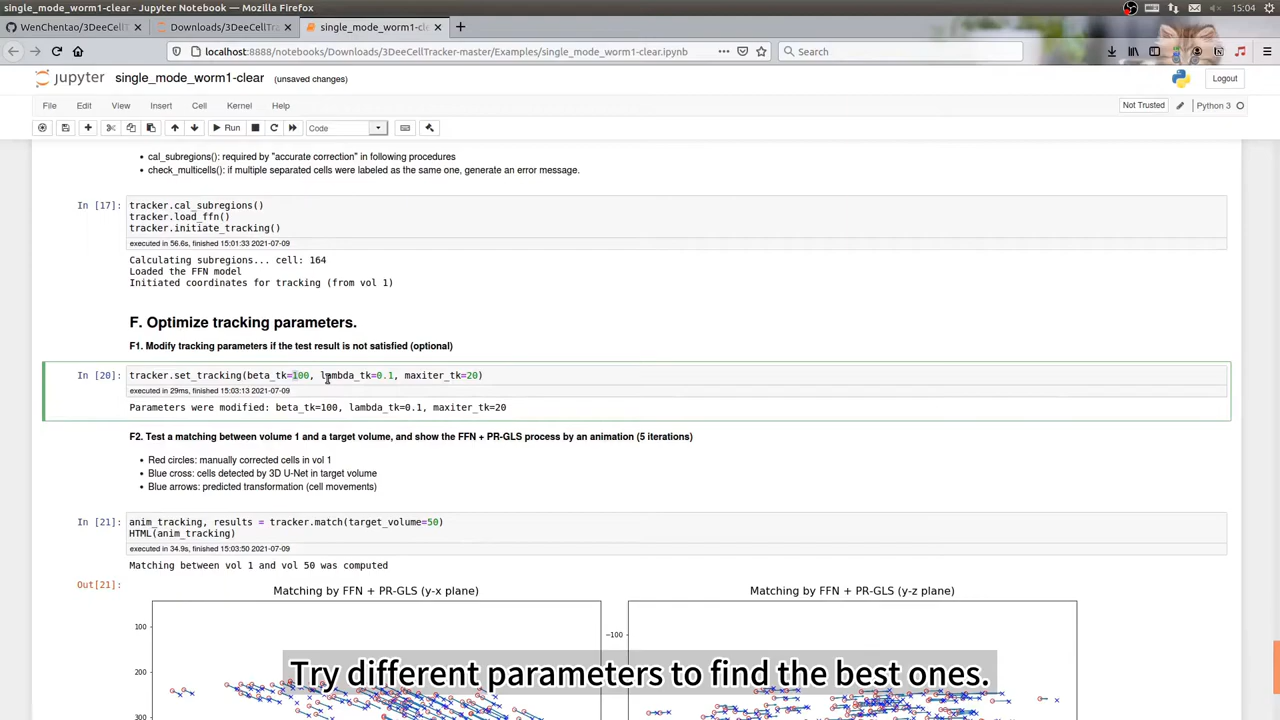 single_mode_worm1-clear - Jupyter Notebook - Mozilla Firefox
15:04
WenChentao/3DeeCellT
Downloads/3DeeCellTracker
single_mode_worm1-clear
localhost:8888/notebooks/Downloads/3DeeCellTracker-master/Examples/single_mode_worm1-clear.ipynb
Search
jupyter single_mode_worm1-clear (unsaved changes)
Logout
File Edit View Insert Cell Kernel Help
Not Trusted Python 3
Run Code
cal_subregions(): required by "accurate correction" in following procedures
check_multicells(): if multiple separated cells were labeled as the same one, generate an error message.
In [17]: tracker.cal_subregions()
tracker.load_ffn()
tracker.initiate_tracking()
executed in 56.6s, finished 15:01:33 2021-07-09
Calculating subregions... cell: 164
Loaded the FFN model
Initiated coordinates for tracking (from vol 1)
F. Optimize tracking parameters.
F1. Modify tracking parameters if the test result is not satisfied (optional)
In [20]: tracker.set_tracking(beta_tk=100, lambda_tk=0.1, maxiter_tk=20)
executed in 29ms, finished 15:03:13 2021-07-09
Parameters were modified: beta_tk=100, lambda_tk=0.1, maxiter_tk=20
F2. Test a matching between volume 1 and a target volume, and show the FFN + PR-GLS process by an animation (5 iterations)
Red circles: manually corrected cells in vol 1
Blue cross: cells detected by 3D U-Net in target volume
Blue arrows: predicted transformation (cell movements)
In [21]: anim_tracking, results = tracker.match(target_volume=50)
HTML(anim_tracking)
executed in 34.9s, finished 15:03:50 2021-07-09
Matching between vol 1 and vol 50 was computed
Out[21]:
Matching by FFN + PR-GLS (y-x plane)
Matching by FFN + PR-GLS (y-z plane)
100
−100
200
300
Try different parameters to find the best ones.